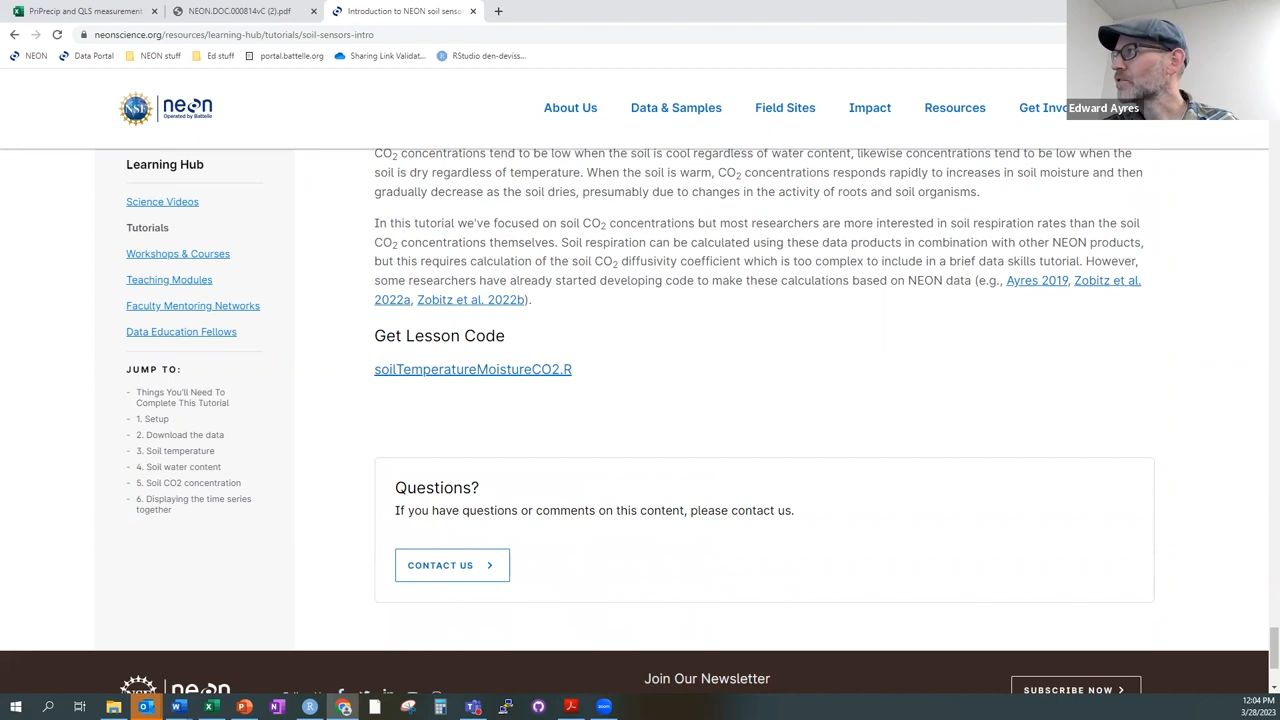 PriPrecip and QLS measurement
NEON.DOC.000814vC (2).pdf
Introduction to NEON soil senso
neonscience.org/resources/learning-hub/tutorials/soil-sensors-intro
NEON
Data Portal
NEON stuff
Ed stuff
portal.battelle.org
Sharing Link Validat...
RStudio den-deviss...
Edward Ayres
NSF
neon
Operated by Battelle
About Us
Data & Samples
Field Sites
Impact
Resources
Get Inv
Learning Hub
Science Videos
Tutorials
Workshops & Courses
Teaching Modules
Faculty Mentoring Networks
Data Education Fellows
JUMP TO:
- Things You'll Need To
Complete This Tutorial
- 1. Setup
- 2. Download the data
- 3. Soil temperature
- 4. Soil water content
- 5. Soil CO2 concentration
- 6. Displaying the time series
together
CO2 concentrations tend to be low when the soil is cool regardless of water content, likewise concentrations tend to be low when the
soil is dry regardless of temperature. When the soil is warm, CO2 concentrations responds rapidly to increases in soil moisture and then
gradually decrease as the soil dries, presumably due to changes in the activity of roots and soil organisms.
In this tutorial we've focused on soil CO2 concentrations but most researchers are more interested in soil respiration rates than the soil
CO2 concentrations themselves. Soil respiration can be calculated using these data products in combination with other NEON products,
but this requires calculation of the soil CO2 diffusivity coefficient which is too complex to include in a brief data skills tutorial. However,
some researchers have already started developing code to make these calculations based on NEON data (e.g., Ayres 2019, Zobitz et al.
2022a, Zobitz et al. 2022b).
Get Lesson Code
soilTemperatureMoistureCO2.R
Questions?
If you have questions or comments on this content, please contact us.
CONTACT US
NSF
neon
Join Our Newsletter
SUBSCRIBE NOW
12:04 PM
3/28/2023